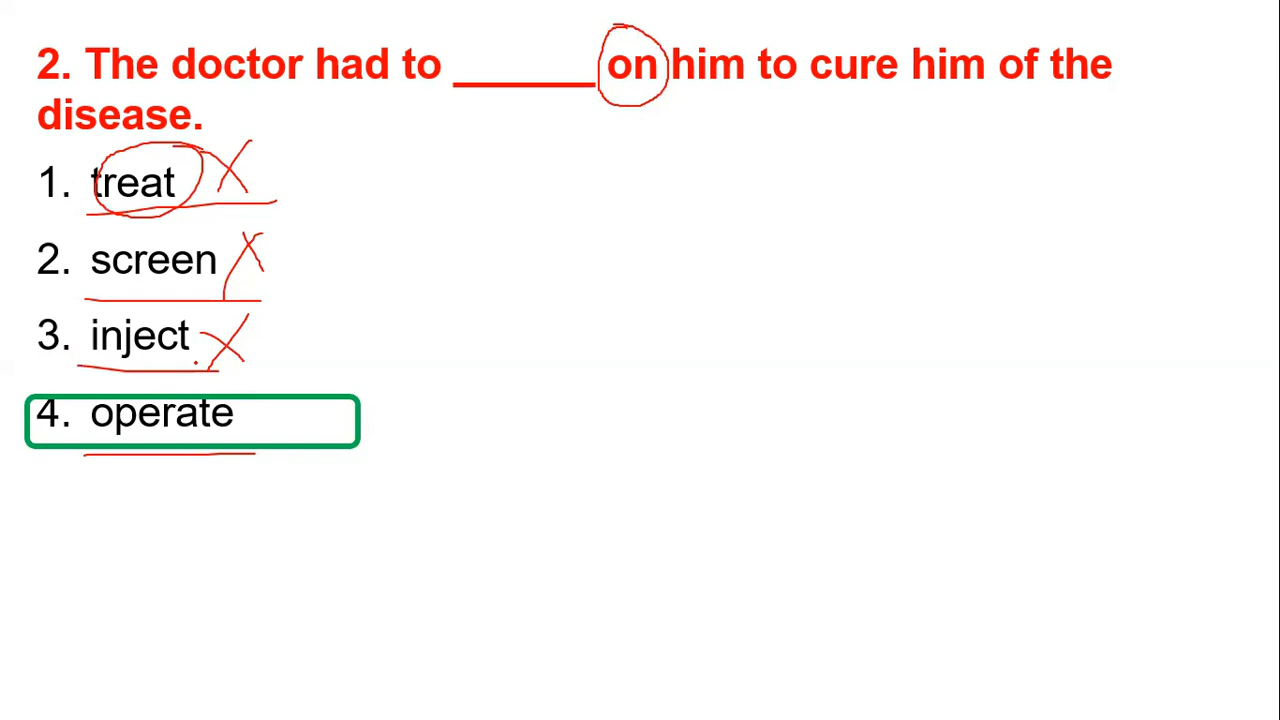 2. The doctor had to ______ on him to cure him of the
disease.
1. treat
2. screen
3. inject
4. operate